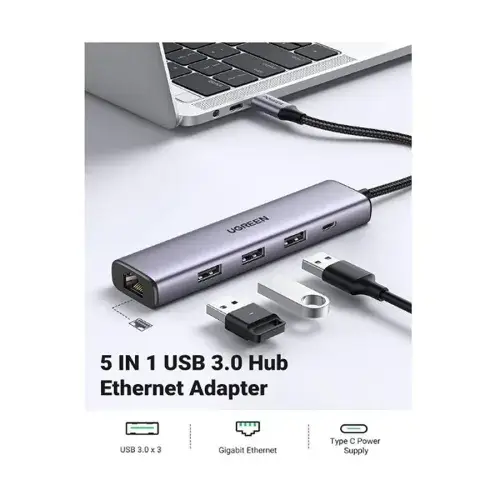 UGREEN
5 IN 1 USB 3.0 Hub
Ethernet Adapter
USB 3.0 x 3
Gigabit Ethernet
Type C Power
Supply